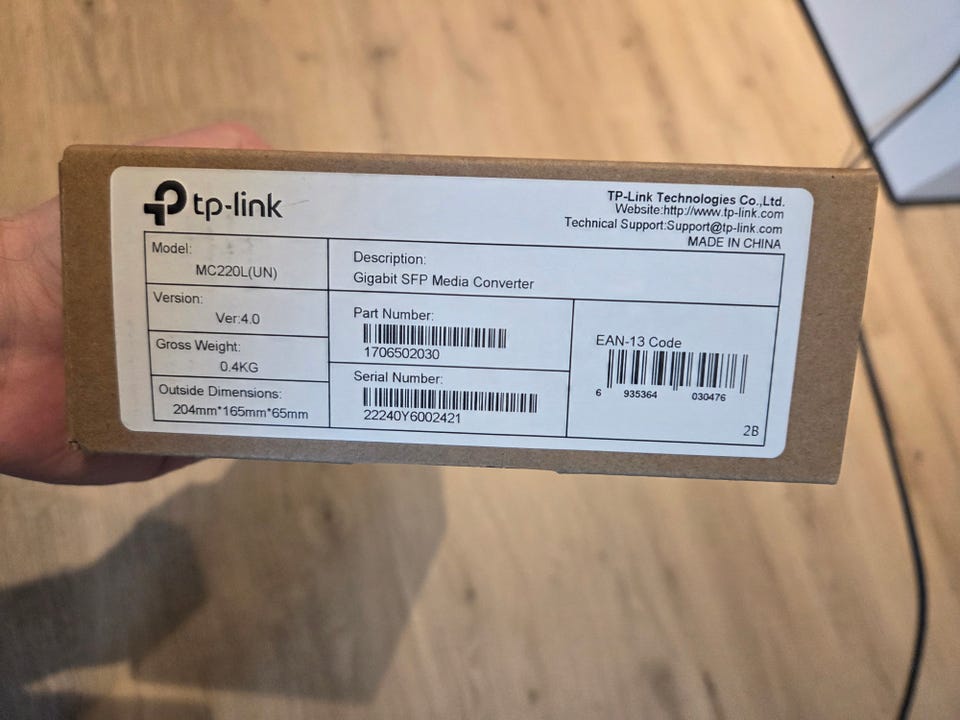 tp-link
TP-Link Technologies Co.,Ltd.
Website:http://www.tp-link.com
Technical Support:Support@tp-link.com
MADE IN CHINA
Model:
MC220L(UN)
Description:
Gigabit SFP Media Converter
Version:
Ver:4.0
Gross Weight:
0.4KG
Outside Dimensions:
204mm*165mm*65mm
Part Number:
1706502030
Serial Number:
22240Y6002421
EAN-13 Code
6 935364 030476
2B